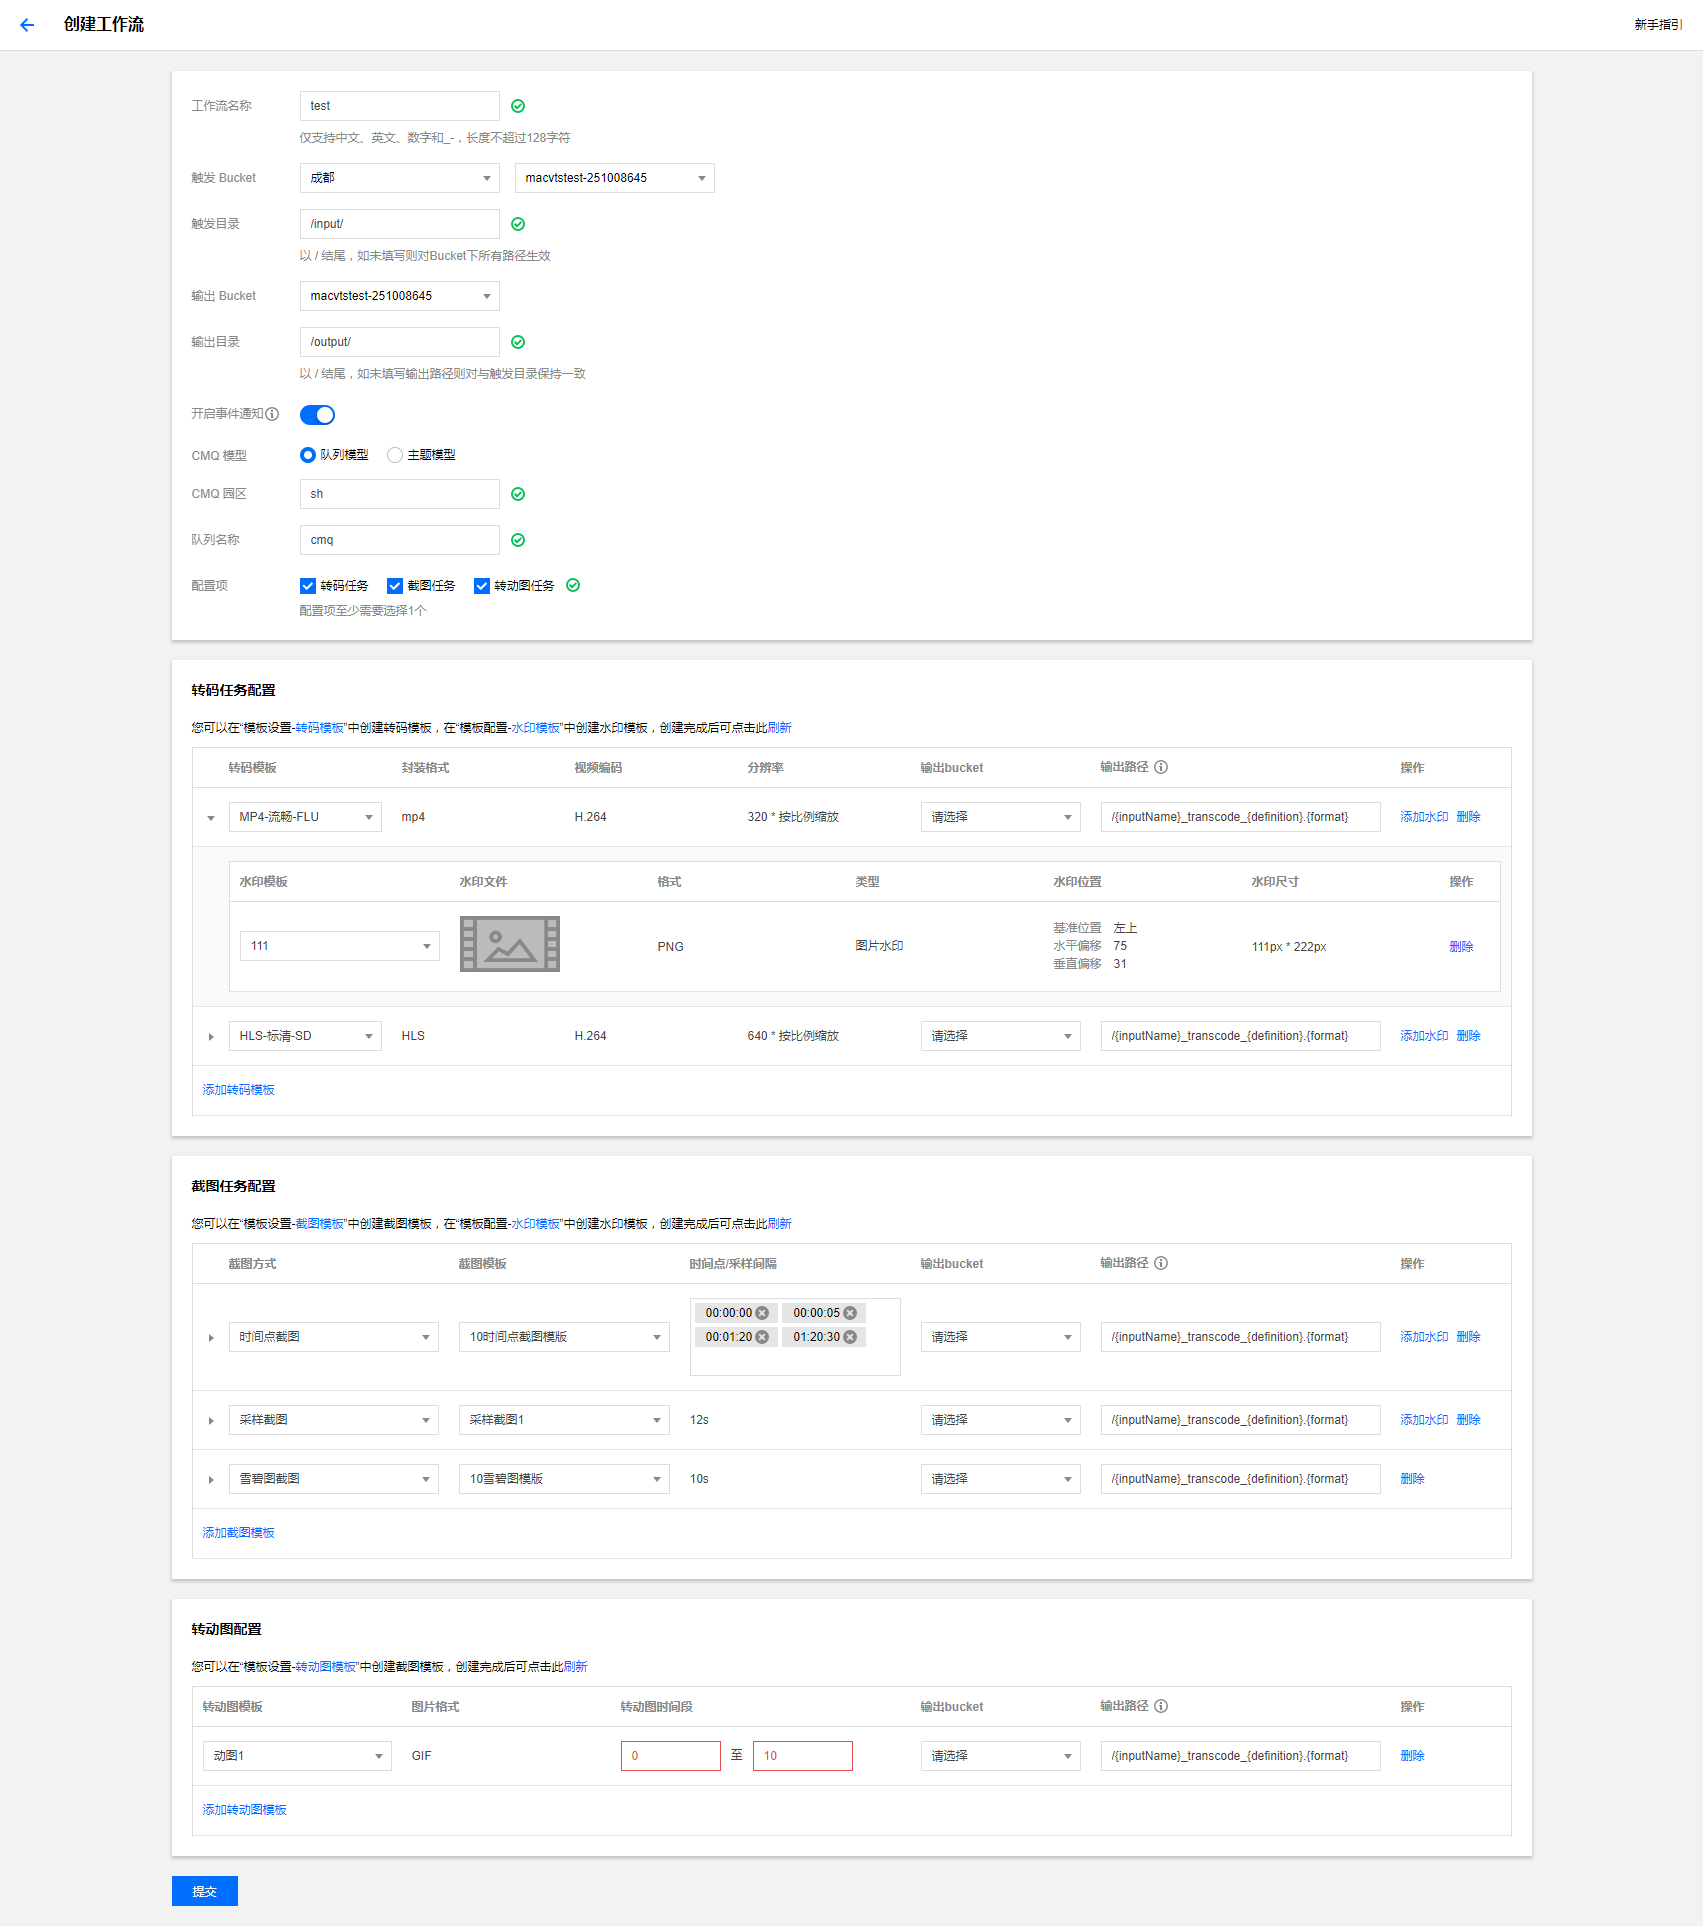 创建工作流
新手指引
工作流名称 test
仅支持中文、英文、数字和_-，长度不超过128字符
触发 Bucket 成都 macvtstest-251008645
触发目录 /input/
以 / 结尾，如未填写则对Bucket下所有路径生效
输出 Bucket macvtstest-251008645
输出目录 /output/
以 / 结尾，如未填写输出路径则对与触发目录保持一致
开启事件通知
CMQ 模型 队列模型 主题模型
CMQ 园区 sh
队列名称 cmq
配置项 转码任务 截图任务 转动图任务
配置项至少需要选择1个
转码任务配置
您可以在“模板设置-转码模板”中创建转码模板，在“模板配置-水印模板”中创建水印模板，创建完成后可点击此刷新
转码模板 封装格式 视频编码 分辨率 输出bucket 输出路径 操作
MP4-流畅-FLU mp4 H.264 320 * 按比例缩放 请选择 /{inputName}_transcode_{definition}.{format} 添加水印 删除
水印模板 水印文件 格式 类型 水印位置 水印尺寸 操作
111 PNG 图片水印 基准位置 左上 111px * 222px 删除
水平偏移 75
垂直偏移 31
HLS-标清-SD HLS H.264 640 * 按比例缩放 请选择 /{inputName}_transcode_{definition}.{format} 添加水印 删除
添加转码模板
截图任务配置
您可以在“模板设置-截图模板”中创建截图模板，在“模板配置-水印模板”中创建水印模板，创建完成后可点击此刷新
截图方式 截图模板 时间点/采样间隔 输出bucket 输出路径 操作
时间点截图 10时间点截图模版 00:00:00 00:00:05 请选择 /{inputName}_transcode_{definition}.{format} 添加水印 删除
00:01:20 01:20:30
采样截图 采样截图1 12s 请选择 /{inputName}_transcode_{definition}.{format} 添加水印 删除
雪碧图截图 10雪碧图模版 10s 请选择 /{inputName}_transcode_{definition}.{format} 删除
添加截图模板
转动图配置
您可以在“模板设置-转动图模板”中创建截图模板，创建完成后可点击此刷新
转动图模板 图片格式 转动图时间段 输出bucket 输出路径 操作
动图1 GIF 0 至 10 请选择 /{inputName}_transcode_{definition}.{format} 删除
添加转动图模板
提交